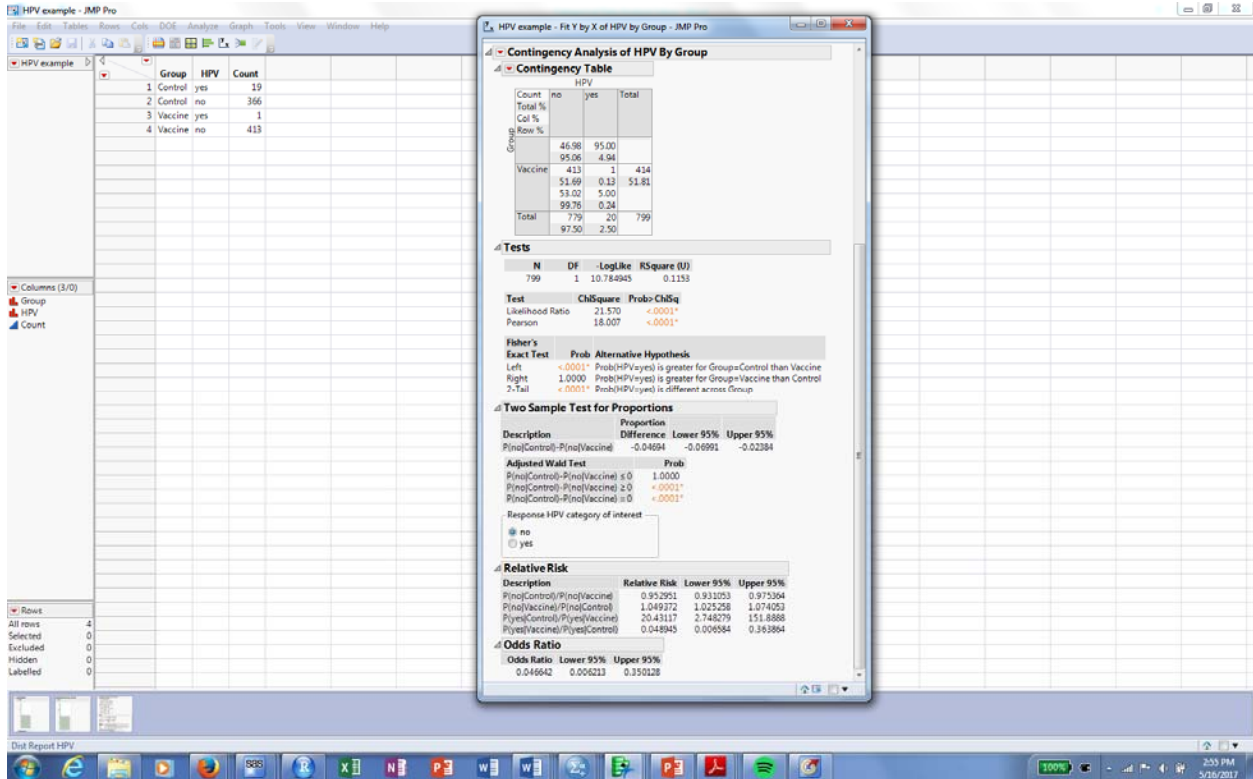 HPV example - JMP Pro
File Edit Tables Rows Cols DOE Analyze Graph Tools View Window Help
HPV example
Group HPV Count
1 Control yes 19
2 Control no 366
3 Vaccine yes 1
4 Vaccine no 413
Columns (3/0)
Group
HPV
Count
Rows
All rows 4
Selected 0
Excluded 0
Hidden 0
Labelled 0
HPV example - Fit Y by X of HPV by Group - JMP Pro
Contingency Analysis of HPV By Group
Contingency Table
HPV
Group
Count no yes Total
Total %
Col %
Row %
46.98 95.00
95.06 4.94
Vaccine 413 1 414
51.69 0.13 51.81
53.02 5.00
99.76 0.24
Total 779 20 799
97.50 2.50
Tests
N DF -LogLike RSquare (U)
799 1 10.784945 0.1153
Test ChiSquare Prob>ChiSq
Likelihood Ratio 21.570 <.0001*
Pearson 18.007 <.0001*
Fisher's
Exact Test Prob Alternative Hypothesis
Left <.0001* Prob(HPV=yes) is greater for Group=Control than Vaccine
Right 1.0000 Prob(HPV=yes) is greater for Group=Vaccine than Control
2-Tail <.0001* Prob(HPV=yes) is different across Group
Two Sample Test for Proportions
Proportion
Description Difference Lower 95% Upper 95%
P(no|Control)-P(no|Vaccine) -0.04694 -0.06991 -0.02384
Adjusted Wald Test Prob
P(no|Control)-P(no|Vaccine) ≤ 0 1.0000
P(no|Control)-P(no|Vaccine) ≥ 0 <.0001*
P(no|Control)-P(no|Vaccine) = 0 <.0001*
Response HPV category of interest
no
yes
Relative Risk
Description Relative Risk Lower 95% Upper 95%
P(no|Control)/P(no|Vaccine) 0.952951 0.931053 0.975364
P(no|Vaccine)/P(no|Control) 1.049372 1.025258 1.074053
P(yes|Control)/P(yes|Vaccine) 20.43117 2.748279 151.8888
P(yes|Vaccine)/P(yes|Control) 0.048945 0.006584 0.363864
Odds Ratio
Odds Ratio Lower 95% Upper 95%
0.046642 0.006213 0.350128
Dist Report HPV
SAS
100%
2:55 PM
5/16/2017